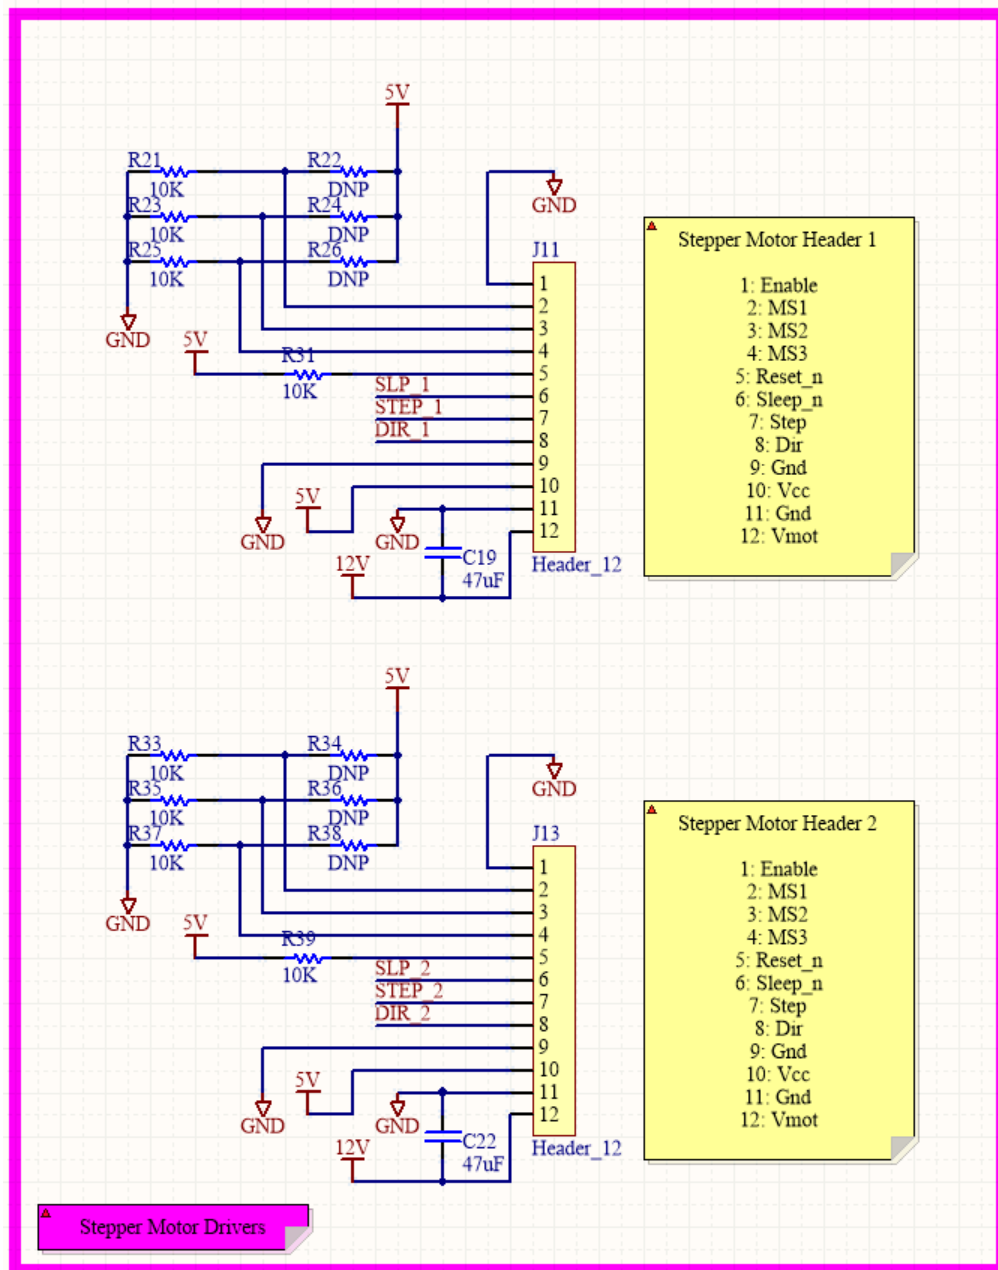 5V
R21
10K
R22
DNP
R23
10K
R24
DNP
R25
10K
R26
DNP
GND
GND
5V
R31
10K
SLP_1
STEP_1
DIR_1
J11
1
2
3
4
5
6
7
8
9
10
11
12
Header_12
GND
5V
GND
12V
C19
47uF
Stepper Motor Header 1
1: Enable
2: MS1
3: MS2
4: MS3
5: Reset_n
6: Sleep_n
7: Step
8: Dir
9: Gnd
10: Vcc
11: Gnd
12: Vmot
5V
R33
10K
R34
DNP
R35
10K
R36
DNP
R37
10K
R38
DNP
GND
GND
5V
R39
10K
SLP_2
STEP_2
DIR_2
J13
1
2
3
4
5
6
7
8
9
10
11
12
Header_12
GND
5V
GND
12V
C22
47uF
Stepper Motor Header 2
1: Enable
2: MS1
3: MS2
4: MS3
5: Reset_n
6: Sleep_n
7: Step
8: Dir
9: Gnd
10: Vcc
11: Gnd
12: Vmot
Stepper Motor Drivers